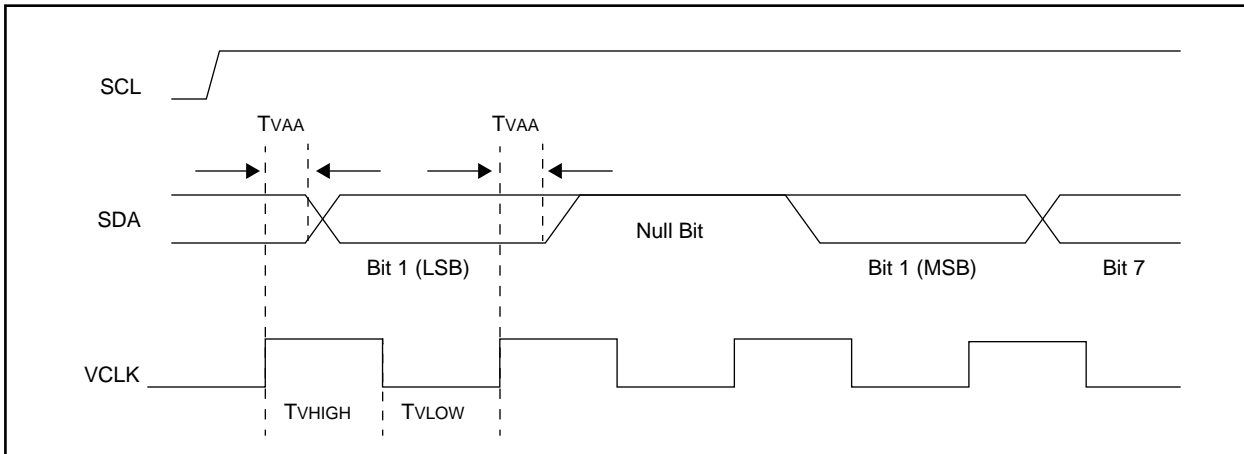 SCL
TVAA TVAA
SDA
Null Bit
Bit 1 (LSB) Bit 1 (MSB) Bit 7
VCLK
TVHIGH TVLOW